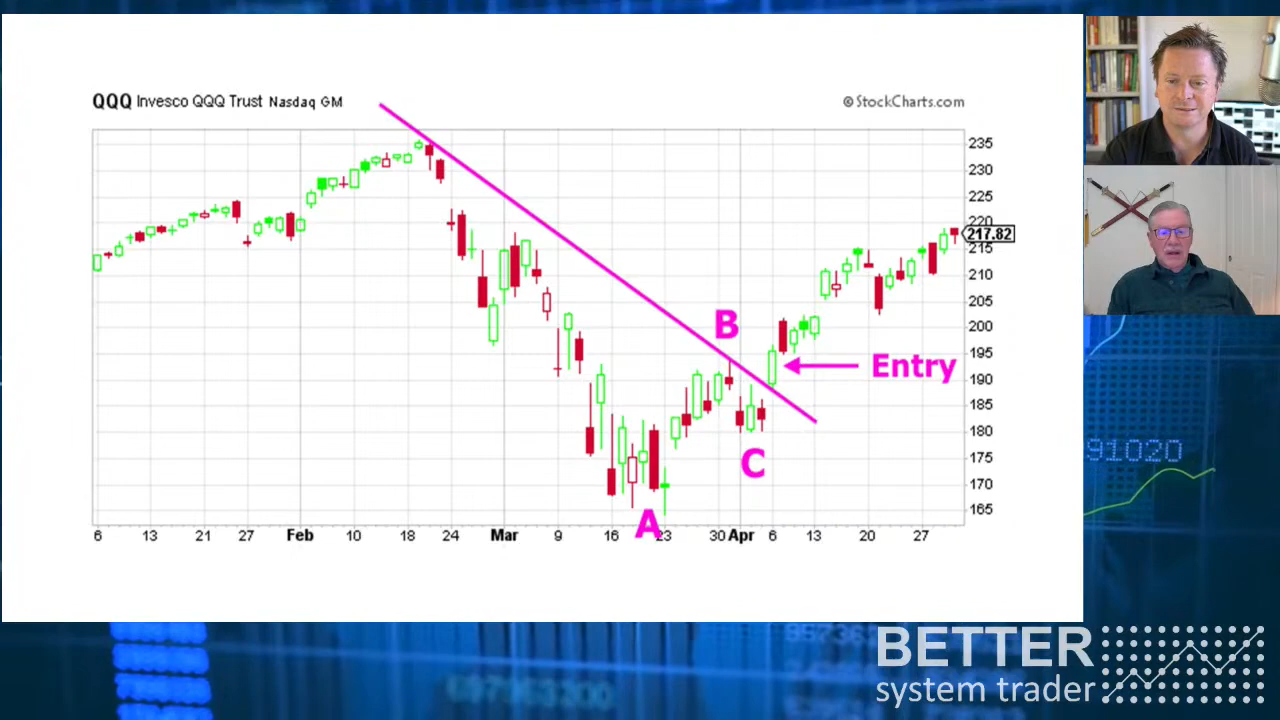 QQQ Invesco QQQ Trust Nasdaq GM
© StockCharts.com
235
230
225
220
217.82
215
210
205
200
195
190
185
180
175
170
165
B
Entry
C
A
6 13 21 27 Feb 10 18 24 Mar 9 16 23 30 Apr 6 13 20 27
91020
BETTER
system trader